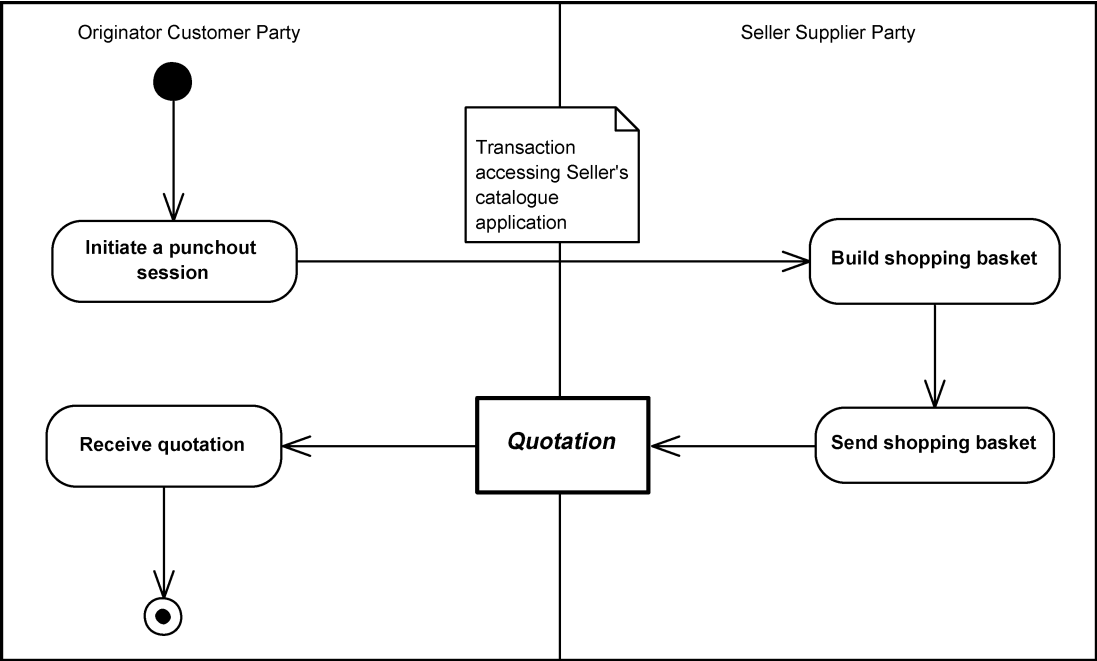 Originator Customer Party
Seller Supplier Party
Transaction
accessing Seller's
catalogue
application
Initiate a punchout
session
Build shopping basket
Receive quotation
Quotation
Send shopping basket